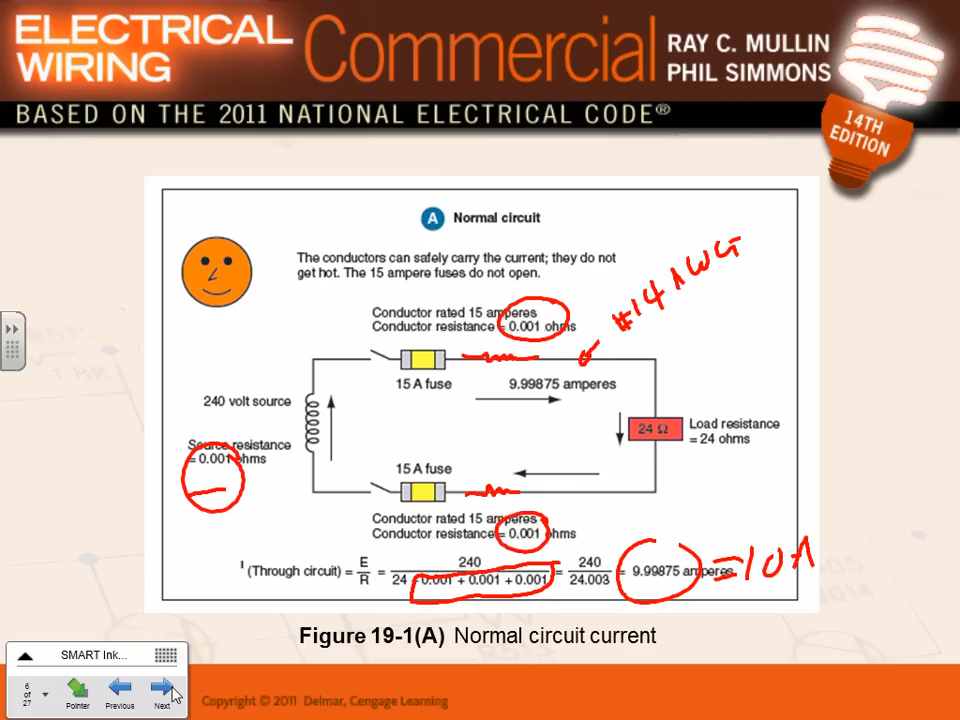 ELECTRICAL
WIRING
Commercial
RAY C. MULLIN
PHIL SIMMONS
BASED ON THE 2011 NATIONAL ELECTRICAL CODE®
14TH
EDITION
A Normal circuit
The conductors can safely carry the current; they do not
get hot. The 15 ampere fuses do not open.
#14 AWG
Conductor rated 15 amperes
Conductor resistance = 0.001 ohms
15 A fuse
9.99875 amperes
240 volt source
Source resistance
= 0.001 ohms
24 Ω
Load resistance
= 24 ohms
15 A fuse
Conductor rated 15 amperes
Conductor resistance = 0.001 ohms
I (Through circuit) = E/R = 240/24 + 0.001 + 0.001 + 0.001 = 240/24.003 = 9.99875 amperes = 10A
Figure 19-1(A) Normal circuit current
SMART Ink...
6
of
27
Pointer
Previous
Next
Copyright © 2011 Delmar, Cengage Learning